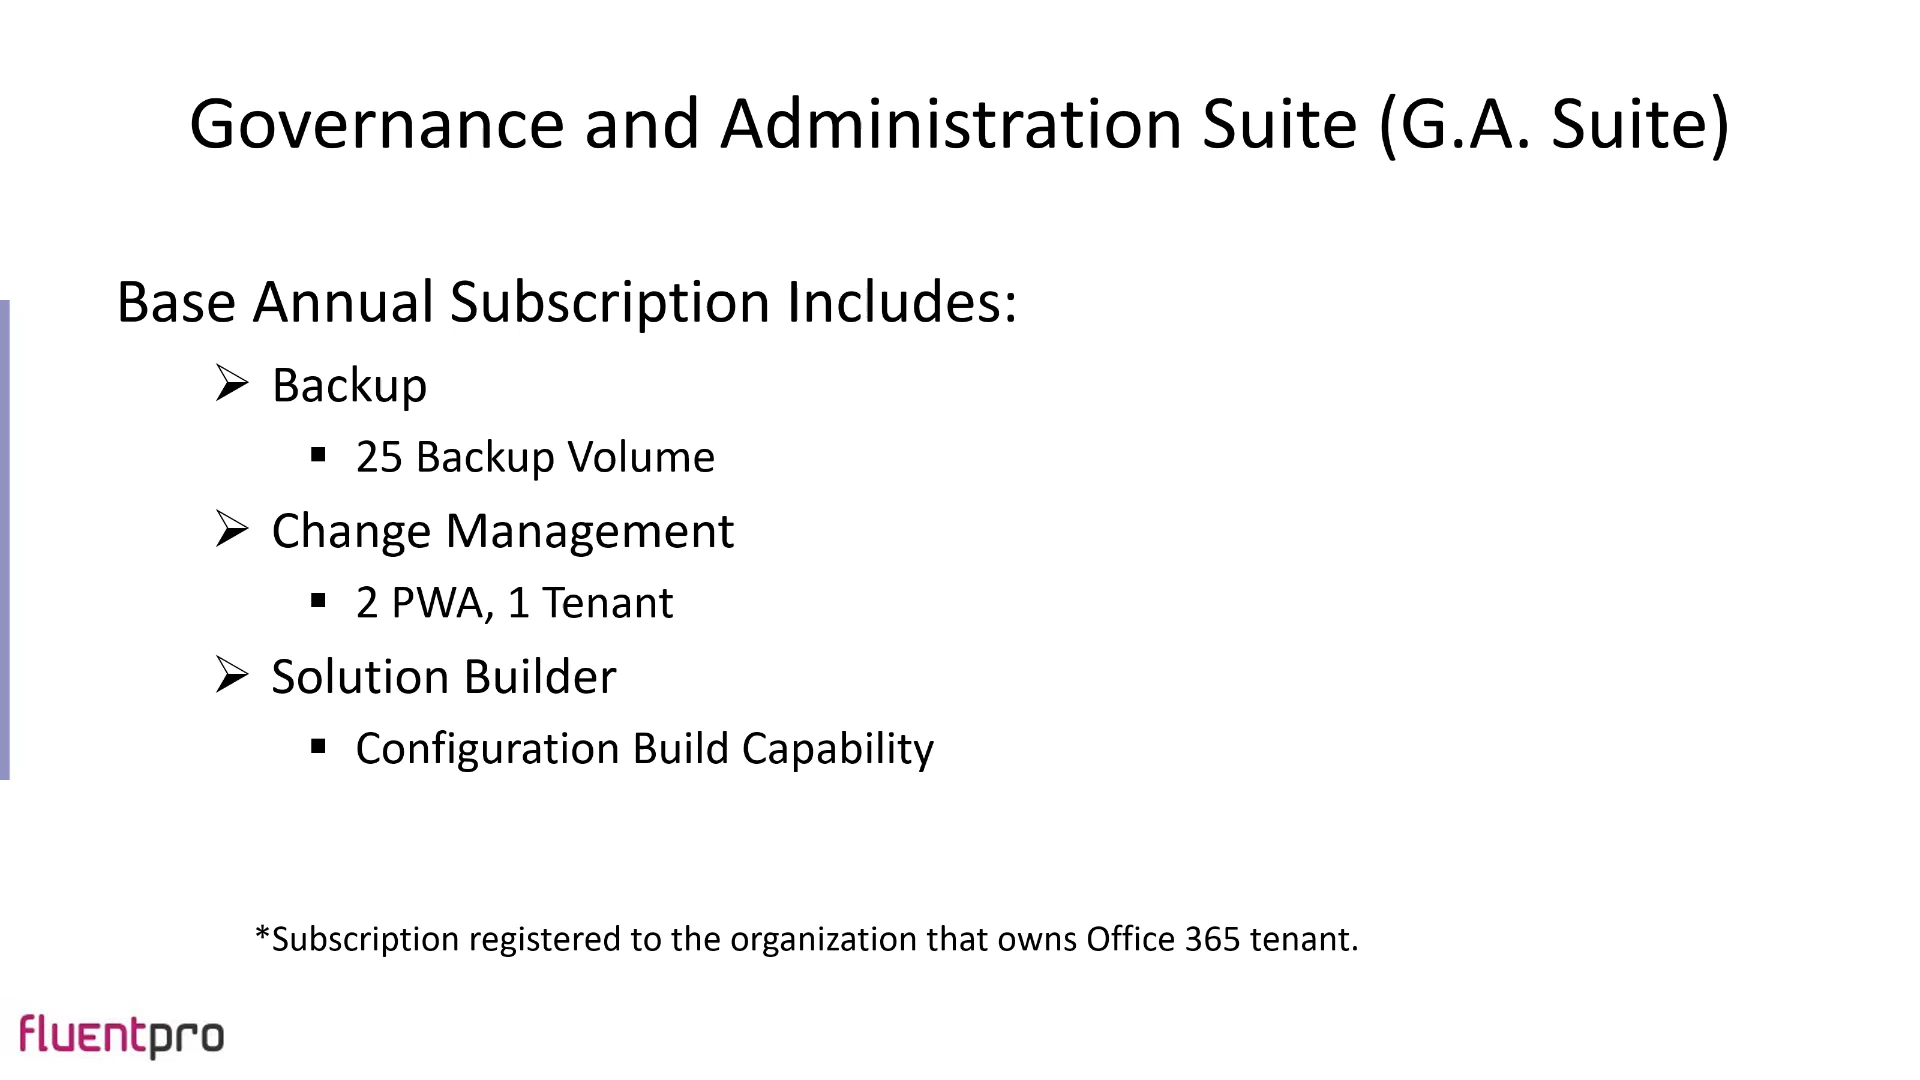 Governance and Administration Suite (G.A. Suite)
Base Annual Subscription Includes:
Backup
25 Backup Volume
Change Management
2 PWA, 1 Tenant
Solution Builder
Configuration Build Capability
*Subscription registered to the organization that owns Office 365 tenant.
fluentpro